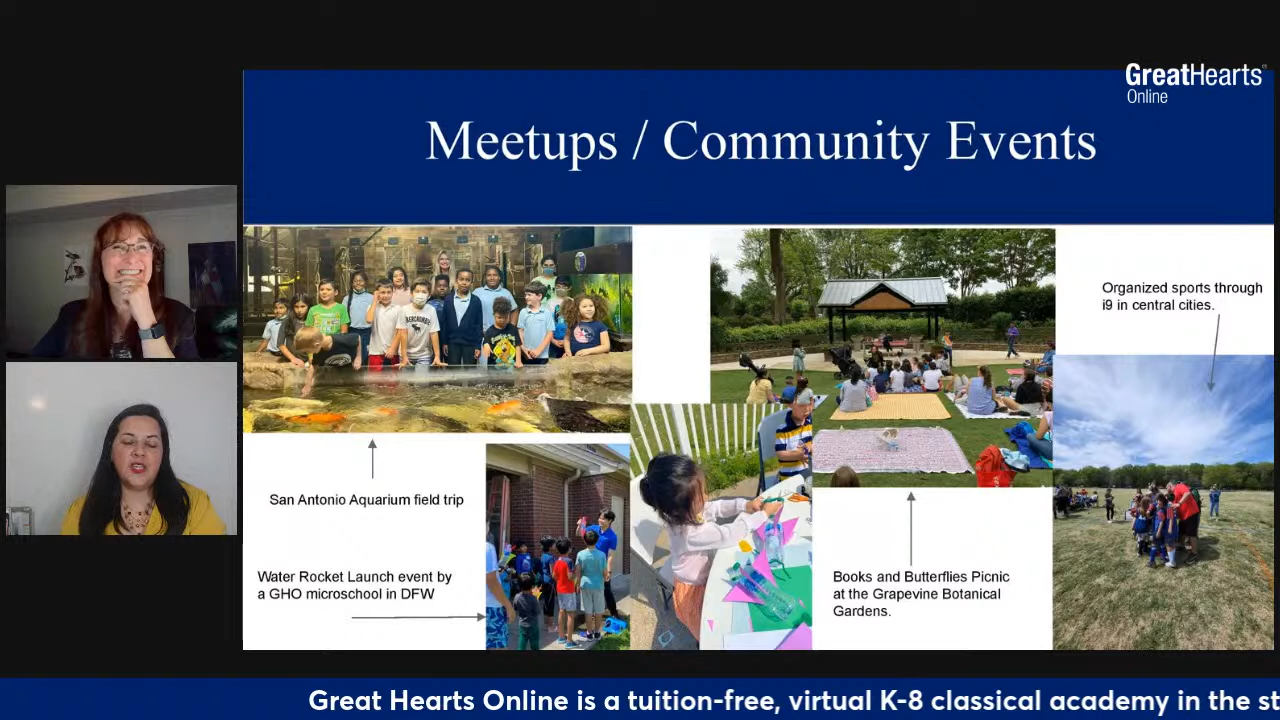 GreatHearts
Online
Meetups / Community Events
Organized sports through
i9 in central cities.
ABERCROMBIE
San Antonio Aquarium field trip
Water Rocket Launch event by
a GHO microschool in DFW
Books and Butterflies Picnic
at the Grapevine Botanical
Gardens.
Great Hearts Online is a tuition-free, virtual K-8 classical academy in the st